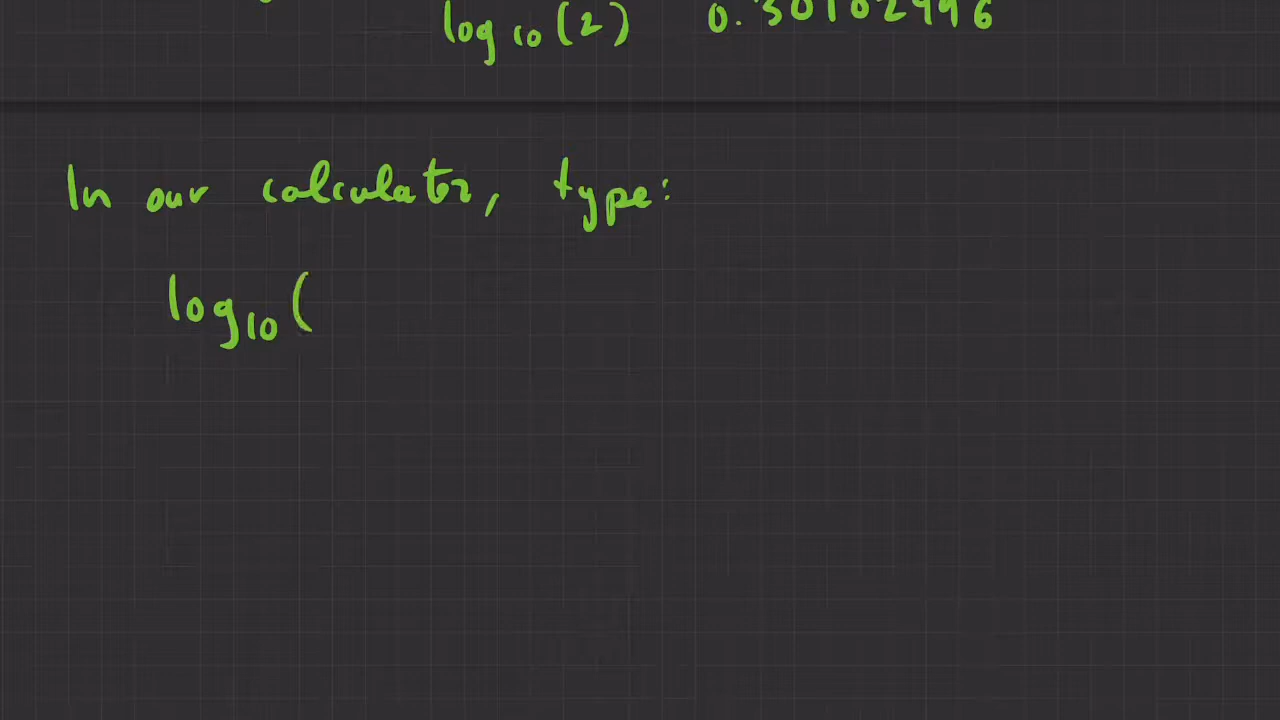 log₁₀(2) 0.30102996
In our calculator, type:
log₁₀(